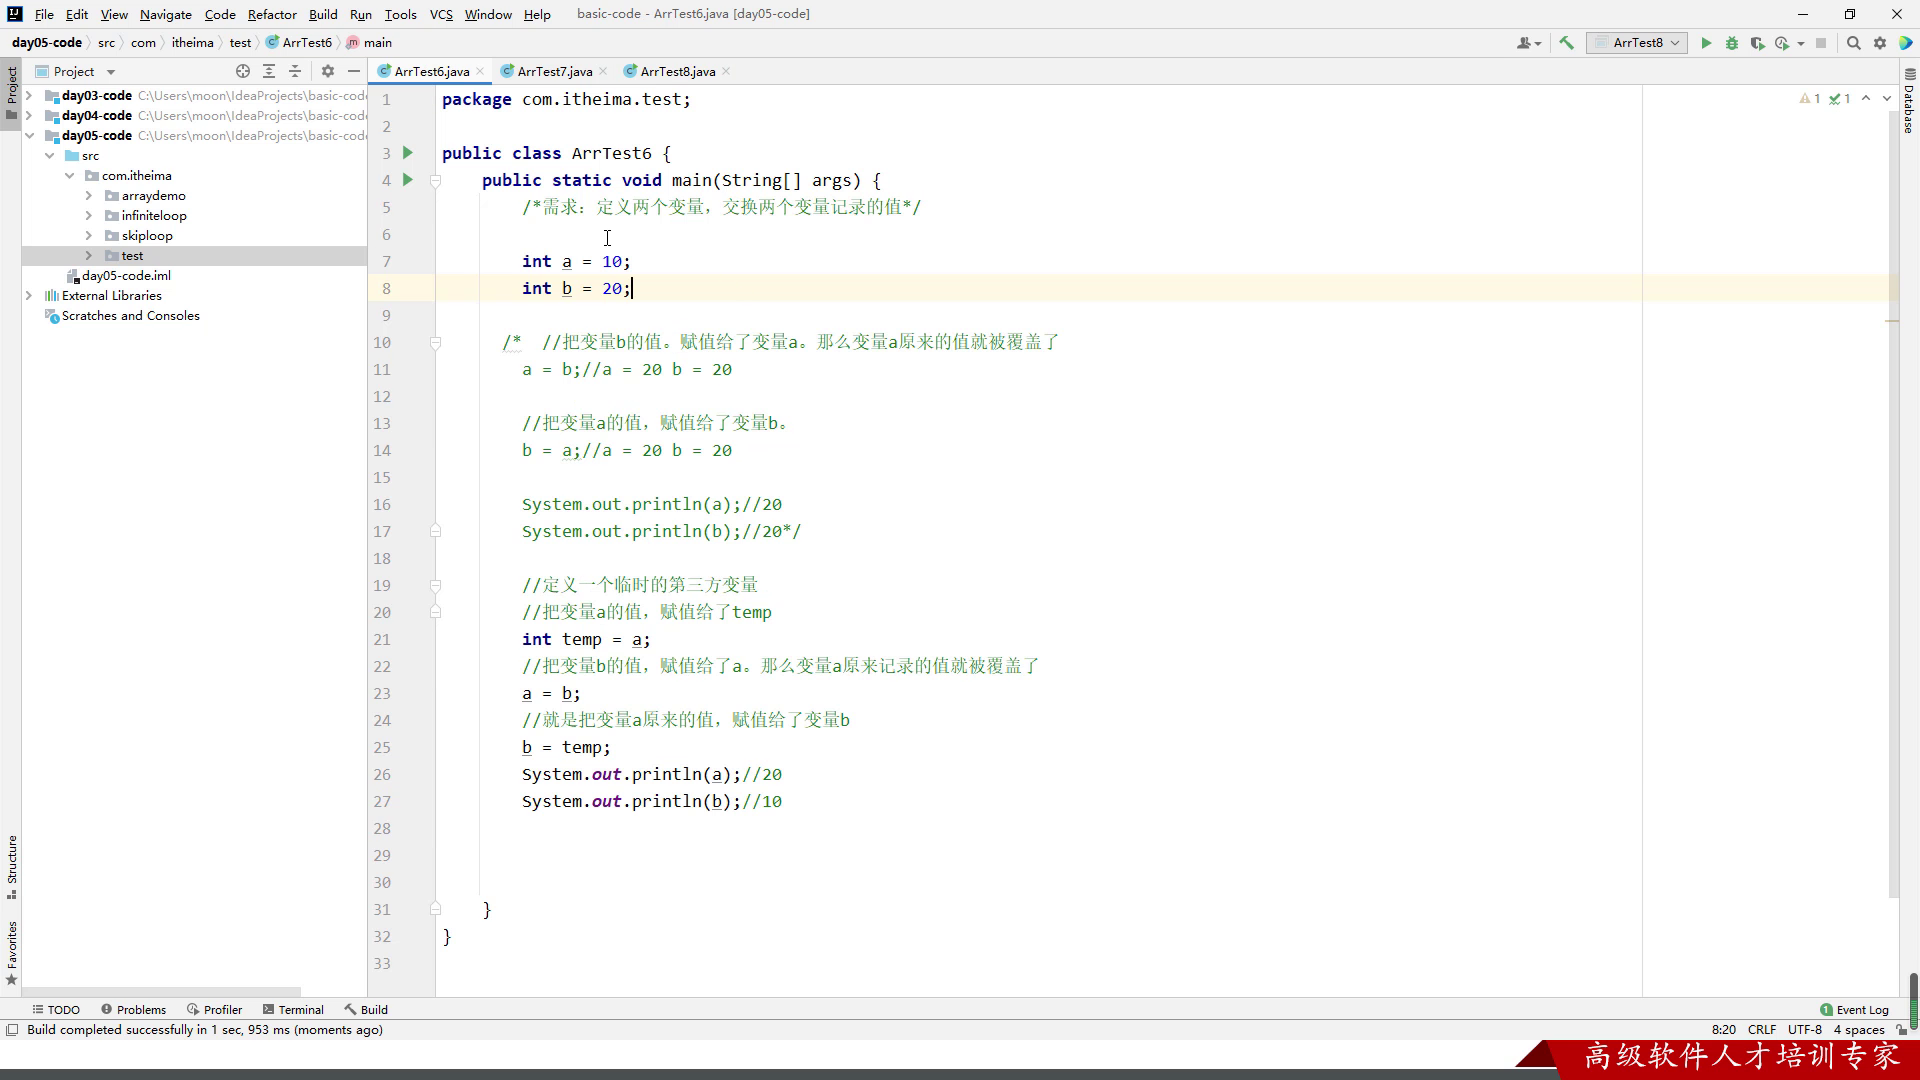 File Edit View Navigate Code Refactor Build Run Tools VCS Window Help basic-code - ArrTest6.java [day05-code]
day05-code src com itheima test ArrTest6 main ArrTest8
Project
ArrTest6.java ArrTest7.java ArrTest8.java
Project
day03-code C:\Users\moon\IdeaProjects\basic-code
day04-code C:\Users\moon\IdeaProjects\basic-code
day05-code C:\Users\moon\IdeaProjects\basic-code
src
com.itheima
arraydemo
infiniteloop
skiploop
test
day05-code.iml
External Libraries
Scratches and Consoles
Structure
Favorites
Database
1 1
1 package com.itheima.test;
2
3 public class ArrTest6 {
4 public static void main(String[] args) {
5 /*需求：定义两个变量，交换两个变量记录的值*/
6
7 int a = 10;
8 int b = 20;
9
10 /* //把变量b的值。赋值给了变量a。那么变量a原来的值就被覆盖了
11 a = b;//a = 20 b = 20
12
13 //把变量a的值，赋值给了变量b。
14 b = a;//a = 20 b = 20
15
16 System.out.println(a);//20
17 System.out.println(b);//20*/
18
19 //定义一个临时的第三方变量
20 //把变量a的值，赋值给了temp
21 int temp = a;
22 //把变量b的值，赋值给了a。那么变量a原来记录的值就被覆盖了
23 a = b;
24 //就是把变量a原来的值，赋值给了变量b
25 b = temp;
26 System.out.println(a);//20
27 System.out.println(b);//10
28
29
30
31 }
32 }
33
TODO Problems Profiler Terminal Build 1 Event Log
Build completed successfully in 1 sec, 953 ms (moments ago) 8:20 CRLF UTF-8 4 spaces
高级软件人才培训专家